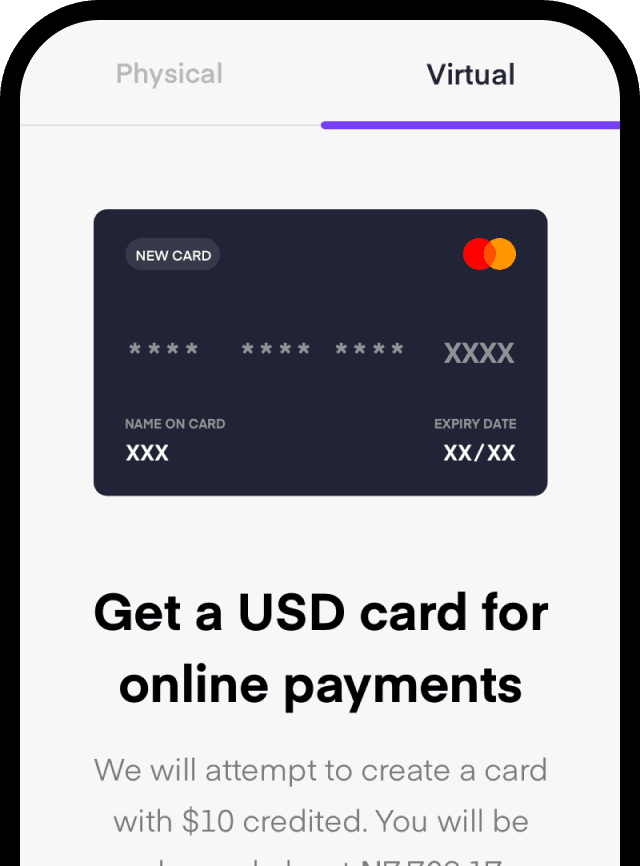 Physical Virtual
NEW CARD
**** **** **** XXXX
NAME ON CARD EXPIRY DATE
XXX XX/XX
Get a USD card for
online payments
We will attempt to create a card
with $10 credited. You will be